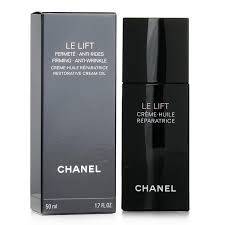 LE LIFT
FERMETÉ · ANTI-RIDES
FIRMING · ANTI-WRINKLE
CRÈME-HUILE RÉPARATRICE
RESTORATIVE CREAM OIL
CHANEL
50 ml
1.7 FL. OZ.
LE LIFT
CRÈME-HUILE
RÉPARATRICE
CHANEL